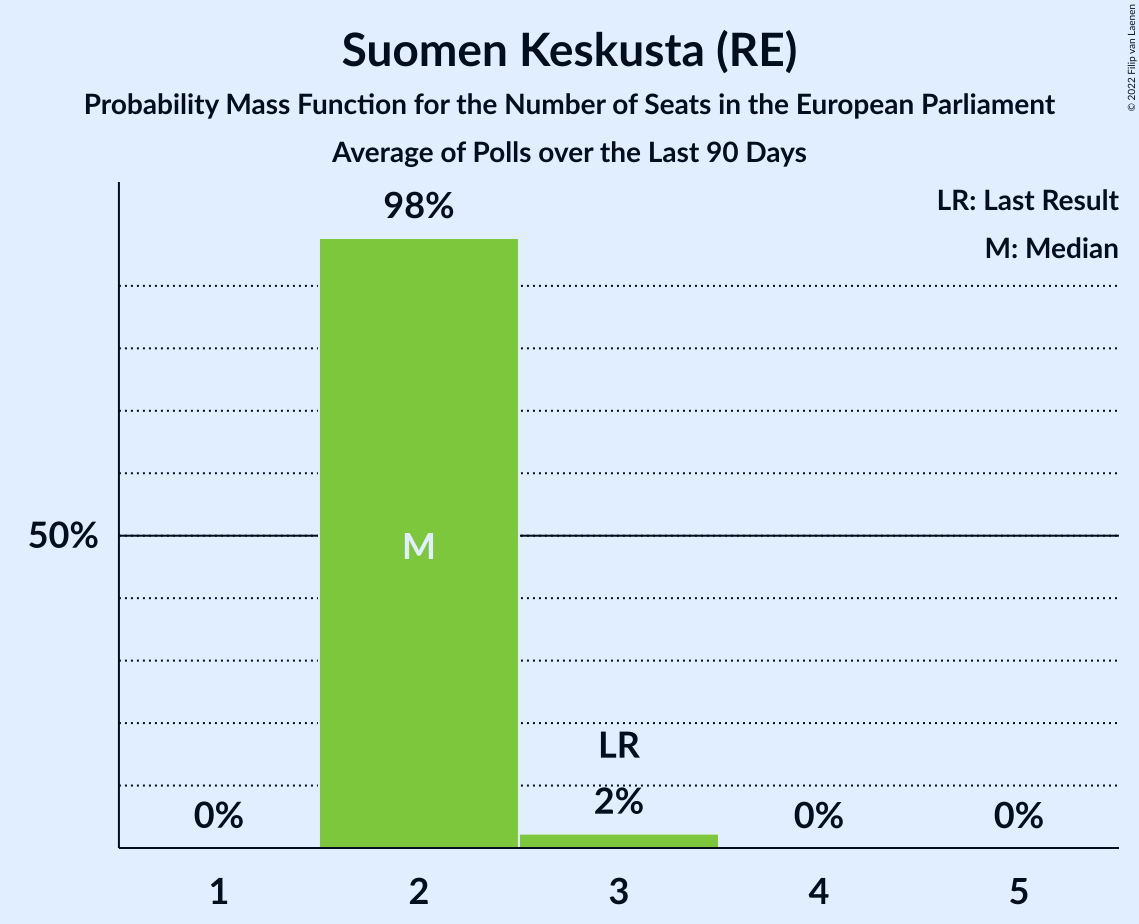 Suomen Keskusta (RE)
Probability Mass Function for the Number of Seats in the European Parliament
Average of Polls over the Last 90 Days
© 2022 Filip van Laenen
LR: Last Result
M: Median
98%
50%
M
LR
0%
2%
0%
0%
1
2
3
4
5